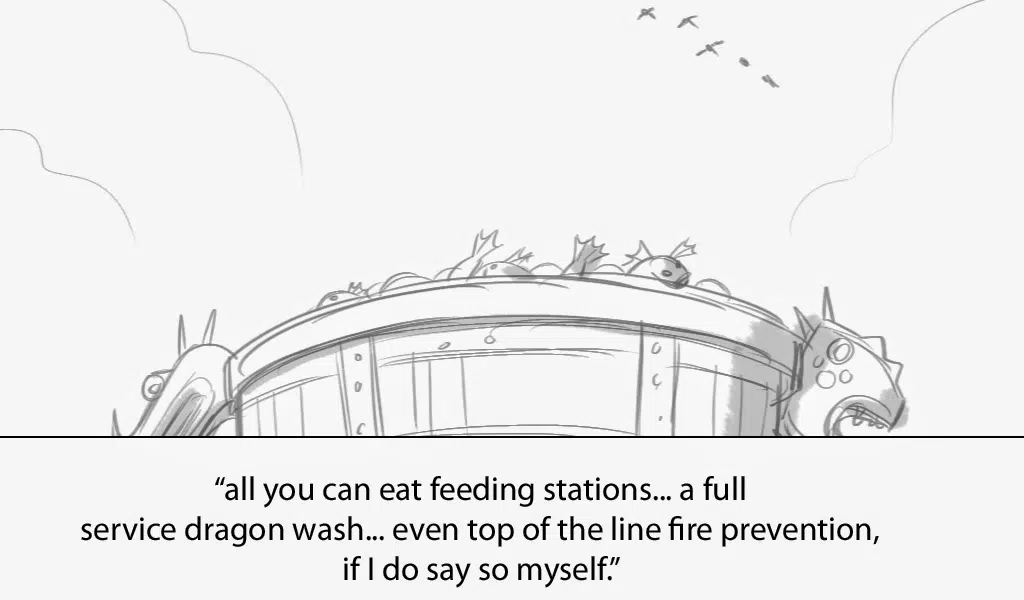 “all you can eat feeding stations... a full
service dragon wash... even top of the line fire prevention,
if I do say so myself.”